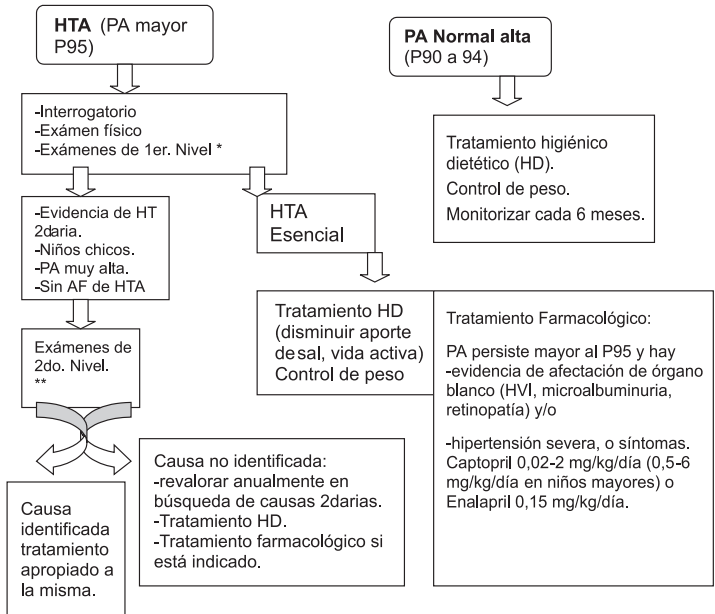 HTA (PA mayor
P95)
PA Normal alta
(P90 a 94)
-Interrogatorio
-Exámen físico
-Exámenes de 1er. Nivel *
Tratamiento higiénico
dietético (HD).
Control de peso.
Monitorizar cada 6 meses.
-Evidencia de HT
2daria.
-Niños chicos.
-PA muy alta.
-Sin AF de HTA
HTA
Esencial
Exámenes de
2do. Nivel.
**
Tratamiento HD
(disminuir aporte
de sal, vida activa)
Control de peso
Tratamiento Farmacológico:
PA persiste mayor al P95 y hay
-evidencia de afectación de órgano
blanco (HVI, microalbuminuria,
retinopatía) y/o
-hipertensión severa, o síntomas.
Captopril 0,02-2 mg/kg/día (0,5-6
mg/kg/día en niños mayores) o
Enalapril 0,15 mg/kg/día.
Causa
identificada
tratamiento
apropiado a
la misma.
Causa no identificada:
-revalorar anualmente en
búsqueda de causas 2darias.
-Tratamiento HD.
-Tratamiento farmacológico si
está indicado.